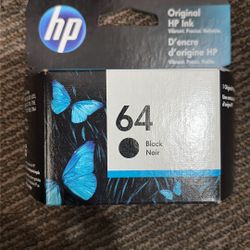 hp
Original
HP Ink
Vibrant. Precise. Reliable.
D'encre
d'origine HP
64
Black
Noir